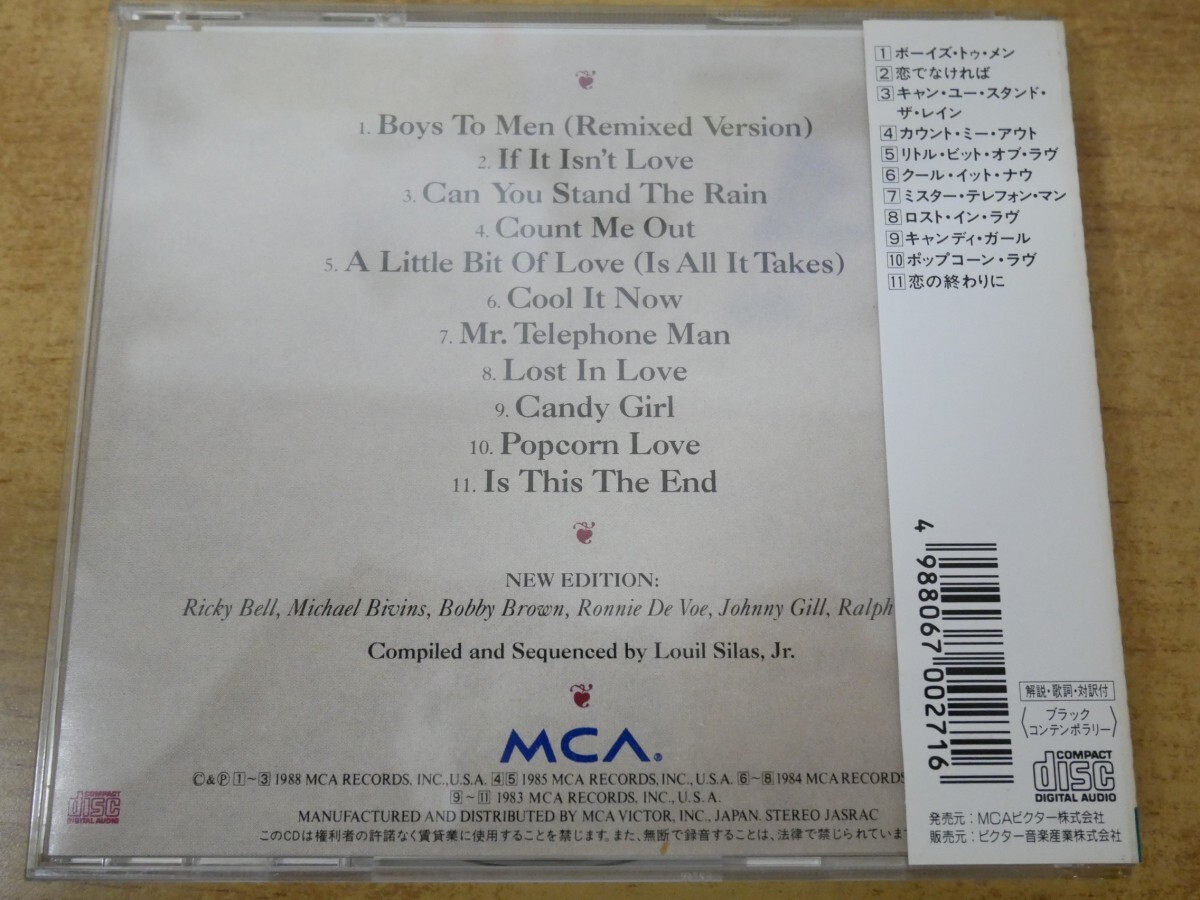 1. Boys To Men (Remixed Version)
2. If It Isn't Love
3. Can You Stand The Rain
4. Count Me Out
5. A Little Bit Of Love (Is All It Takes)
6. Cool It Now
7. Mr. Telephone Man
8. Lost In Love
9. Candy Girl
10. Popcorn Love
11. Is This The End
NEW EDITION:
Ricky Bell, Michael Bivins, Bobby Brown, Ronnie De Voe, Johnny Gill, Ralph
Compiled and Sequenced by Louil Silas, Jr.
MCA®
©&Ⓟ 1~3 1988 MCA RECORDS, INC., U.S.A. 4 5 1985 MCA RECORDS, INC., U.S.A. 6~8 1984 MCA RECORDS
9~11 1983 MCA RECORDS, INC., U.S.A.
MANUFACTURED AND DISTRIBUTED BY MCA VICTOR, INC., JAPAN. STEREO JASRAC
このCDは権利者の許諾なく賃貸業に使用することを禁じます。また、無断で録音することは、法律で禁じられています
COMPACT
disc
DIGITAL AUDIO
1 ボーイズ・トゥ・メン
2 恋でなければ
3 キャン・ユー・スタンド・
ザ・レイン
4 カウント・ミー・アウト
5 リトル・ビット・オブ・ラヴ
6 クール・イット・ナウ
7 ミスター・テレフォン・マン
8 ロスト・イン・ラヴ
9 キャンディ・ガール
10 ポップコーン・ラヴ
11 恋の終わりに
4 988067 002716
解説・歌詞・対訳付
〈ブラック
コンテンポラリー〉
COMPACT
disc
DIGITAL AUDIO
発売元：MCAビクター株式会社
販売元：ビクター音楽産業株式会社